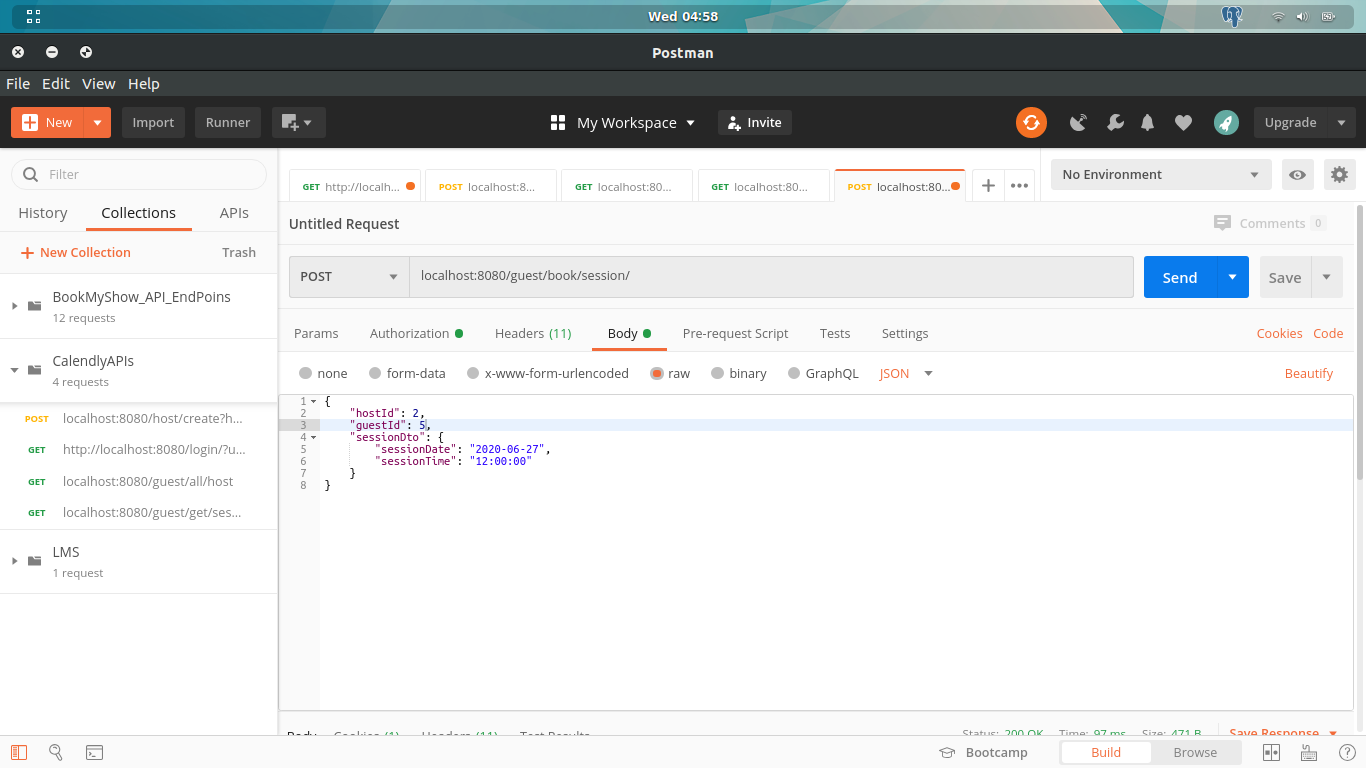 Wed 04:58
Postman
File Edit View Help
New Import Runner My Workspace Invite Upgrade
Filter
History Collections APIs
New Collection Trash
BookMyShow_API_EndPoins
12 requests
CalendlyAPIs
4 requests
POST localhost:8080/host/create?h...
GET http://localhost:8080/login/?u...
GET localhost:8080/guest/all/host
GET localhost:8080/guest/get/ses...
LMS
1 request
GET http://localh... POST localhost:8... GET localhost:80... GET localhost:80... POST localhost:80... No Environment
Untitled Request Comments 0
POST localhost:8080/guest/book/session/ Send Save
Params Authorization Headers (11) Body Pre-request Script Tests Settings Cookies Code
none form-data x-www-form-urlencoded raw binary GraphQL JSON Beautify
1 {
2 "hostId": 2,
3 "guestId": 5,
4 "sessionDto": {
5 "sessionDate": "2020-06-27",
6 "sessionTime": "12:00:00"
7 }
8 }
Body Cookies (1) Headers (11) Test Results Status: 200 OK Time: 97 ms Size: 471 B Save Response
Bootcamp Build Browse